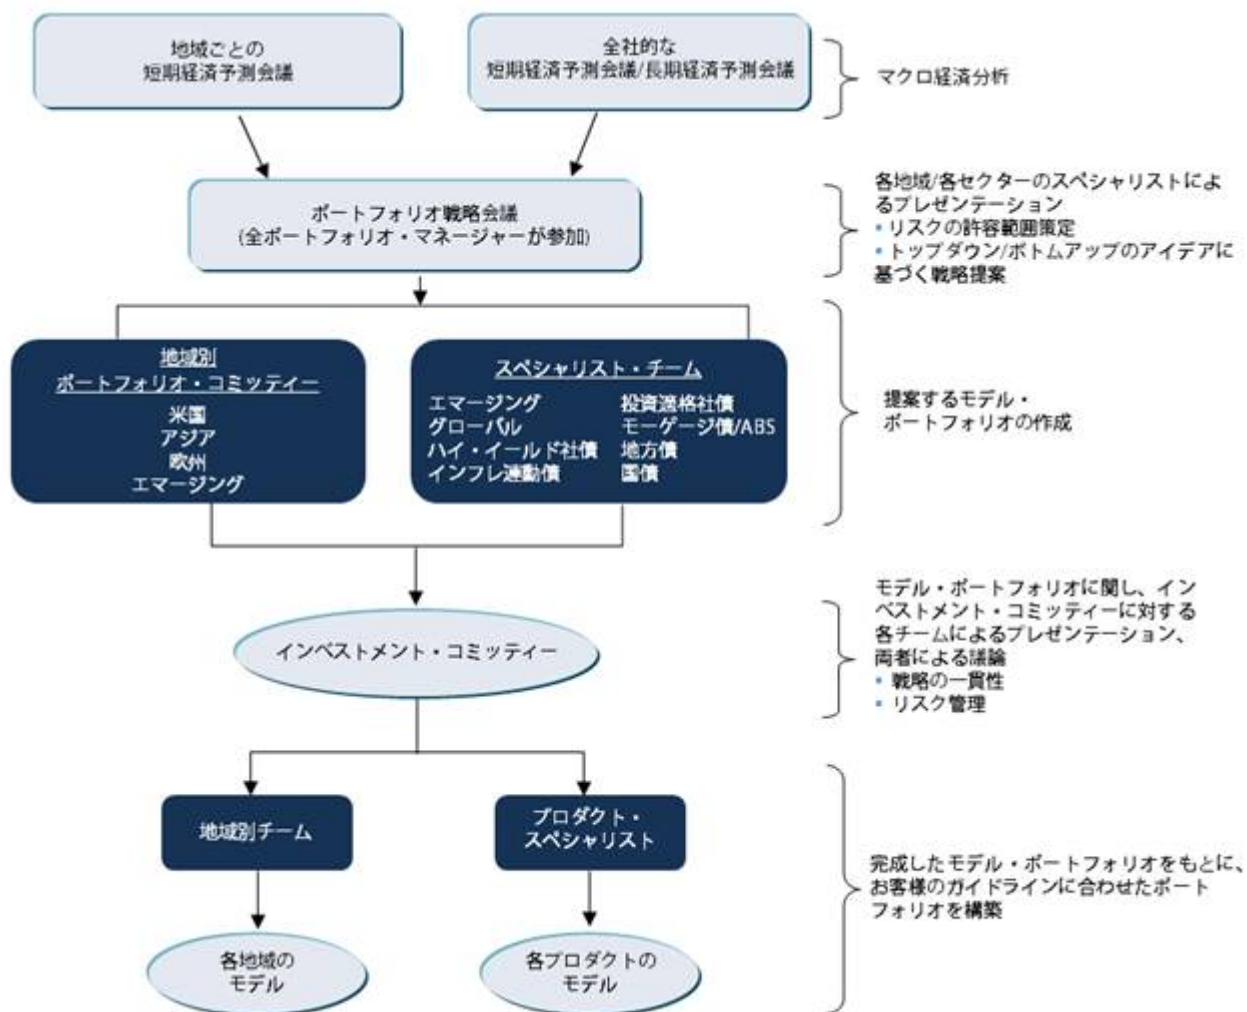 地域ごとの
短期経済予測会議
全社的な
短期経済予測会議/長期経済予測会議
マクロ経済分析
ポートフォリオ戦略会議
(全ポートフォリオ・マネージャーが参加)
各地域/各セクターのスペシャリストによ
るプレゼンテーション
▪ リスクの許容範囲策定
▪ トップダウン/ボトムアップのアイデアに
基づく戦略提案
地域別
ポートフォリオ・コミッティー
米国
アジア
欧州
エマージング
スペシャリスト・チーム
エマージング 投資適格社債
グローバル モーゲージ債/ABS
ハイ・イールド社債 地方債
インフレ連動債 国債
提案するモデル・
ポートフォリオの作成
インベストメント・コミッティー
モデル・ポートフォリオに関し、イン
ベストメント・コミッティーに対する
各チームによるプレゼンテーション、
両者による議論
▪ 戦略の一貫性
▪ リスク管理
地域別チーム
プロダクト・
スペシャリスト
完成したモデル・ポートフォリオをもとに、
お客様のガイドラインに合わせたポート
フォリオを構築
各地域の
モデル
各プロダクトの
モデル